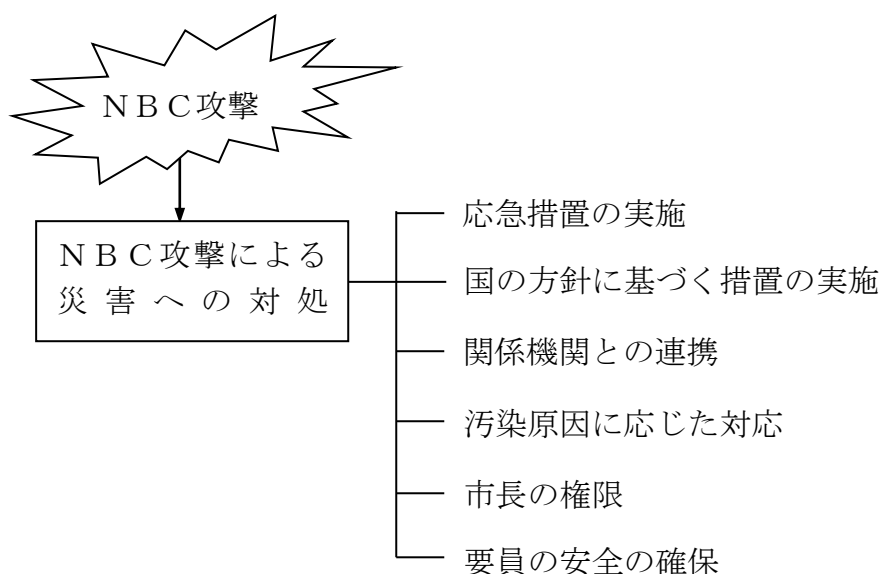 ＮＢＣ攻撃
ＮＢＣ攻撃による
災害への対処
応急措置の実施
国の方針に基づく措置の実施
関係機関との連携
汚染原因に応じた対応
市長の権限
要員の安全の確保